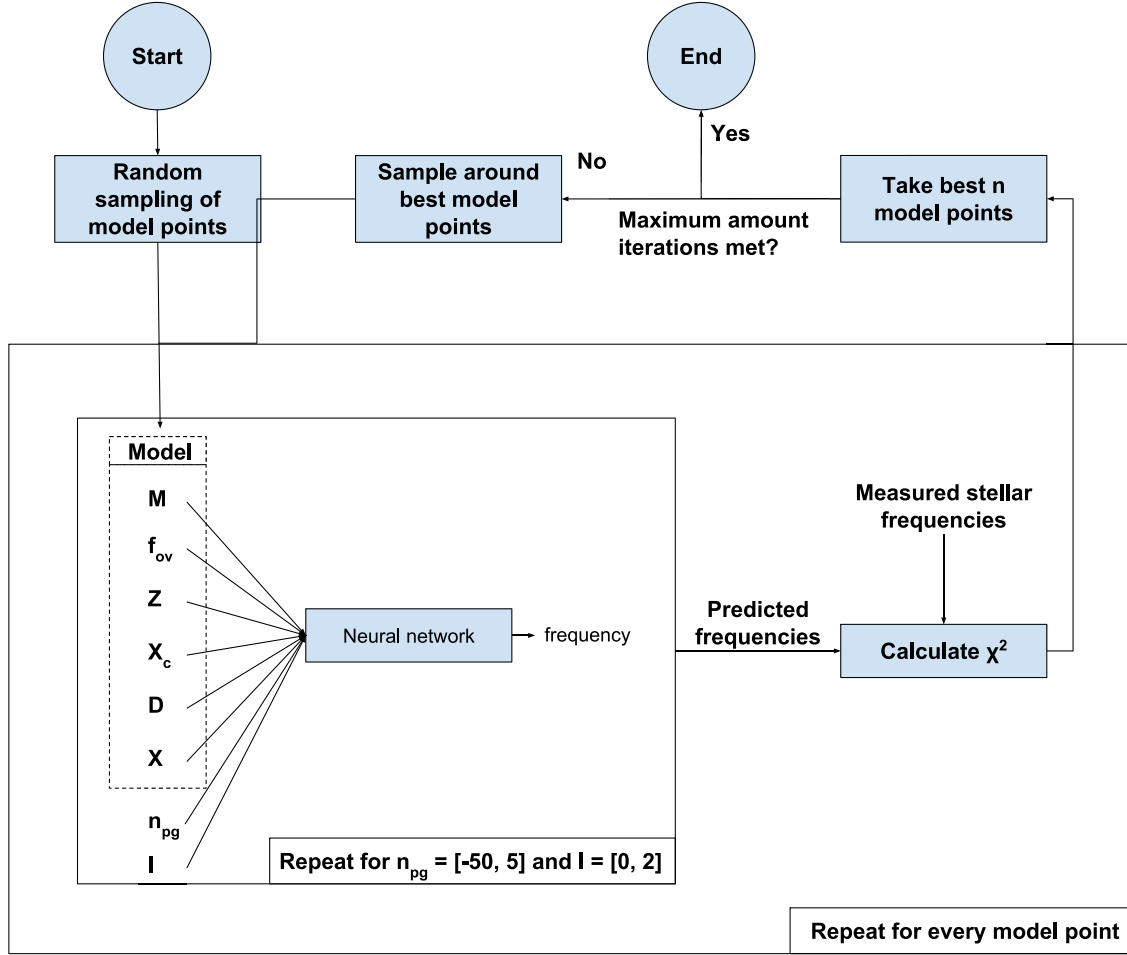 Start
End
Yes
No
Random
sampling of
model points
Sample around
best model
points
Take best n
model points
Maximum amount
iterations met?
Model
M
f_ov
Z
X_c
D
X
n_pg
l
Neural network
frequency
Predicted
frequencies
Measured stellar
frequencies
Calculate χ²
Repeat for n_pg = [-50, 5] and l = [0, 2]
Repeat for every model point